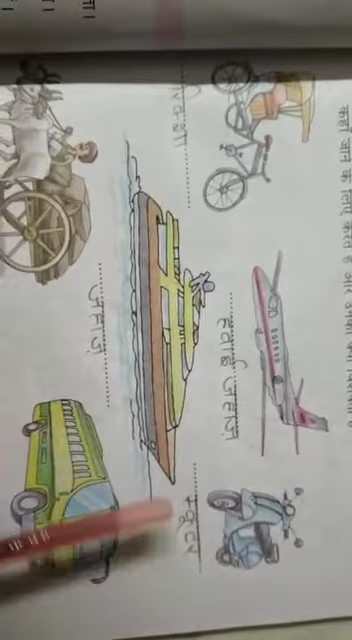 कहाँ जाने के लिए करते हैं और उनका
रिक्शा
हवाई जहाज़
स्कूटर
जहाज़